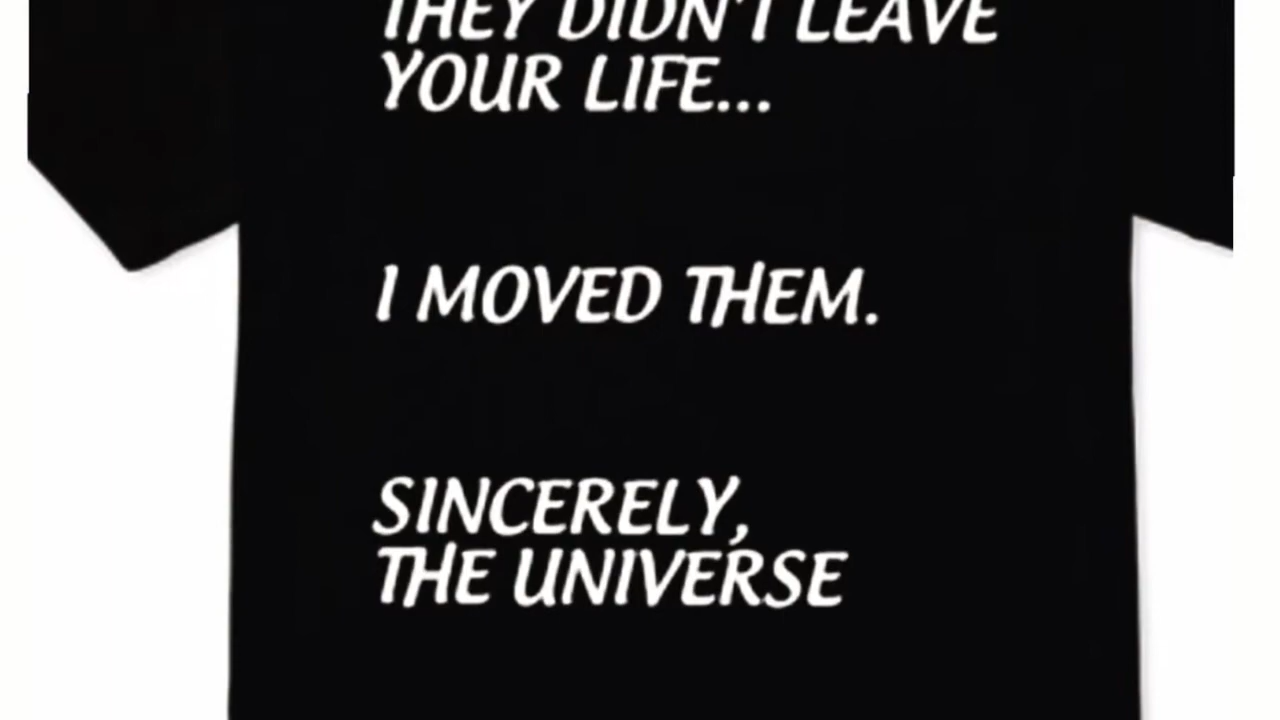 THEY DIDN'T LEAVE
YOUR LIFE...
I MOVED THEM.
SINCERELY,
THE UNIVERSE